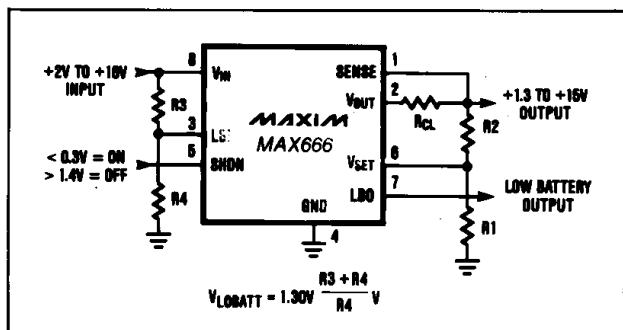 8
1
+2V TO +16V
INPUT
VIN
SENSE
R3
VOUT
2
RCL
+1.3 TO +15V
OUTPUT
3
MAXIM
MAX666
R2
< 0.3V = ON
> 1.4V = OFF
5
SHDN
VSET
6
R4
LBO
7
LOW BATTERY
OUTPUT
GND
4
R1
VLOBATT = 1.30V R3 + R4 / R4 V